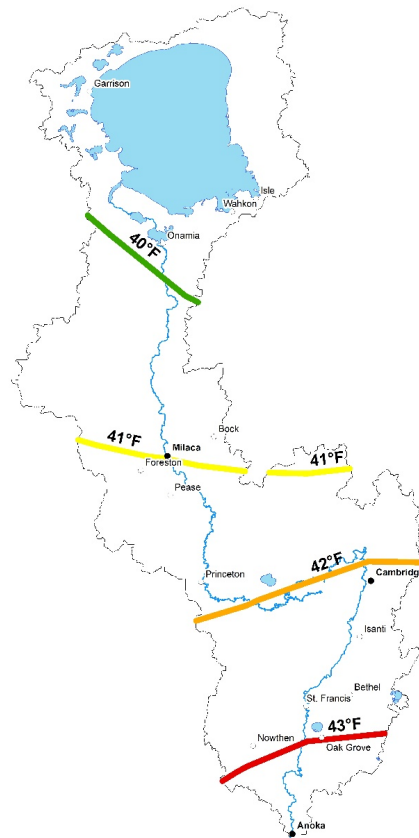 Garrison
Isle
Wahkon
Onamia
40°F
Bock
41°F
Milaca
41°F
Foreston
Pease
42°F
Princeton
Cambridg
Isanti
Bethel
St. Francis
43°F
Nowthen
Oak Grove
Anoka